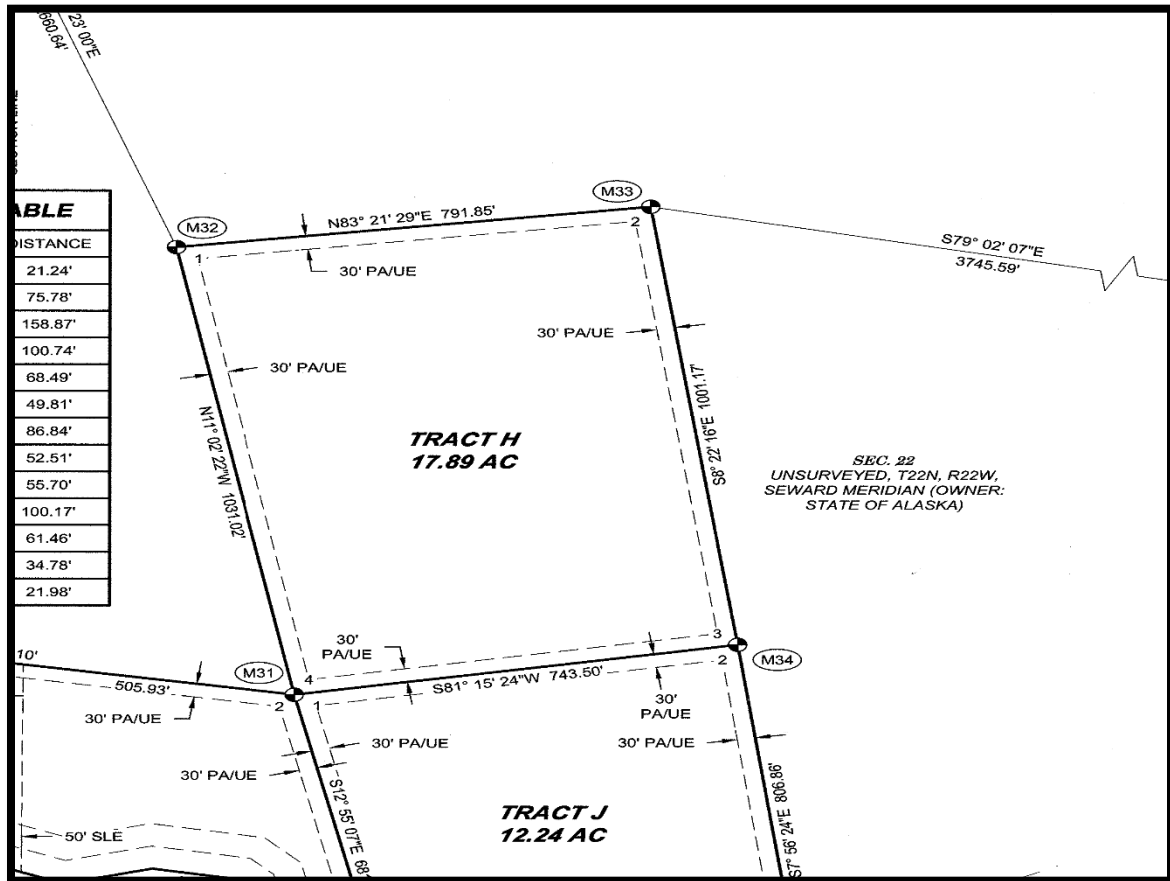 23' 00"E
660.64'
ABLE
DISTANCE
21.24'
75.78'
158.87'
100.74'
68.49'
49.81'
86.84'
52.51'
55.70'
100.17'
61.46'
34.78'
21.98'
M32
M33
N83° 21' 29"E 791.85'
1
2
30' PA/UE
S79° 02' 07"E
3745.59'
30' PA/UE
30' PA/UE
N11° 02' 22"W 1031.02'
TRACT H
17.89 AC
S8° 22' 16"E 1001.17'
SEC. 22
UNSURVEYED, T22N, R22W,
SEWARD MERIDIAN (OWNER:
STATE OF ALASKA)
30'
PA/UE
3
4
M31
M34
S81° 15' 24"W 743.50'
10'
505.93'
30' PA/UE
2
1
2
30'
PA/UE
30' PA/UE
30' PA/UE
30' PA/UE
S12° 55' 07"E 68
TRACT J
12.24 AC
S7° 56' 24"E 806.86'
50' SLE